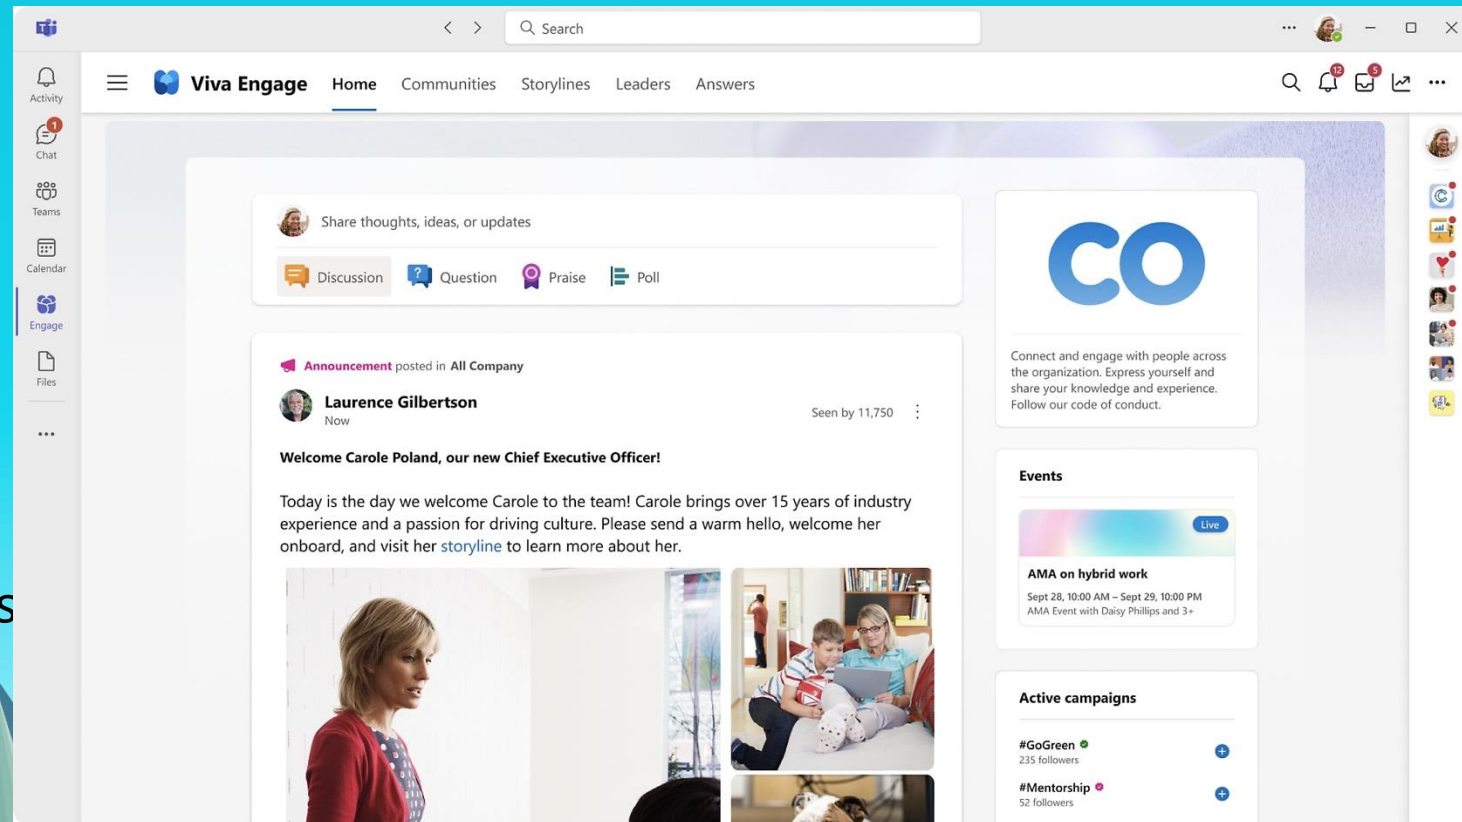 Search
Activity
1
Chat
Teams
Calendar
Engage
Files
Viva Engage
Home
Communities
Storylines
Leaders
Answers
12
5
Share thoughts, ideas, or updates
Discussion
Question
Praise
Poll
Announcement posted in All Company
Laurence Gilbertson
Now
Seen by 11,750
Welcome Carole Poland, our new Chief Executive Officer!
Today is the day we welcome Carole to the team! Carole brings over 15 years of industry
experience and a passion for driving culture. Please send a warm hello, welcome her
onboard, and visit her storyline to learn more about her.
CO
Connect and engage with people across
the organization. Express yourself and
share your knowledge and experience.
Follow our code of conduct.
Events
Live
AMA on hybrid work
Sept 28, 10:00 AM – Sept 29, 10:00 PM
AMA Event with Daisy Phillips and 3+
Active campaigns
#GoGreen
235 followers
#Mentorship
52 followers
s